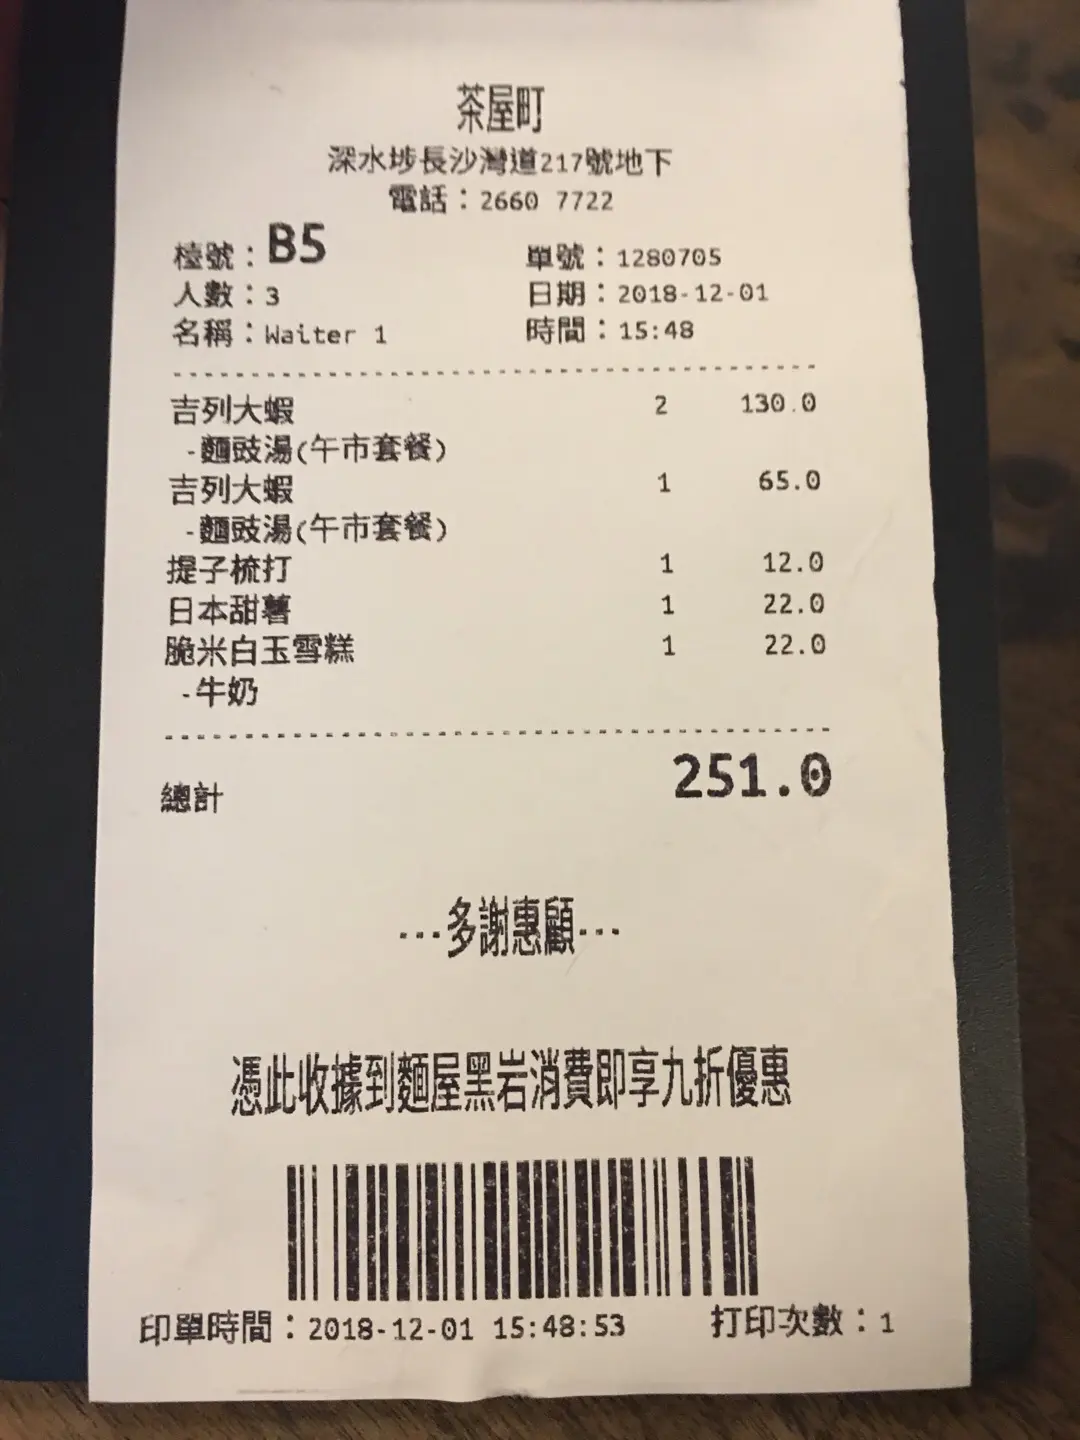 茶屋町
深水埗長沙灣道217號地下
電話：2660 7722
檯號：B5 單號：1280705
人數：3 日期：2018-12-01
名稱：Waiter 1 時間：15:48
吉列大蝦 2 130.0
-麵豉湯(午市套餐)
吉列大蝦 1 65.0
-麵豉湯(午市套餐)
提子梳打 1 12.0
日本甜薯 1 22.0
脆米白玉雪糕 1 22.0
-牛奶
總計 251.0
---多謝惠顧---
憑此收據到麵屋黑岩消費即享九折優惠
印單時間：2018-12-01 15:48:53 打印次數：1